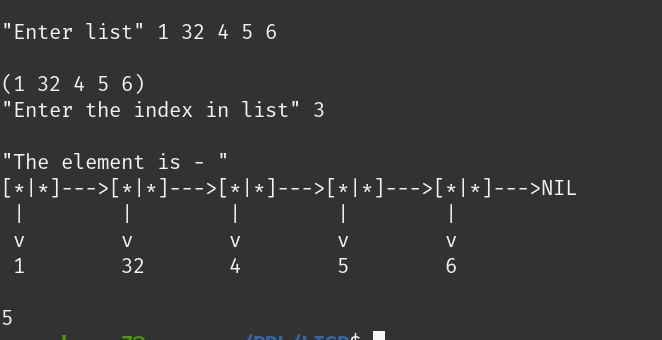 "Enter list" 1 32 4 5 6
(1 32 4 5 6)
"Enter the index in list" 3
"The element is - "
[*|*]--->[*|*]--->[*|*]--->[*|*]--->[*|*]--->NIL
| | | | |
v v v v v
1 32 4 5 6
5